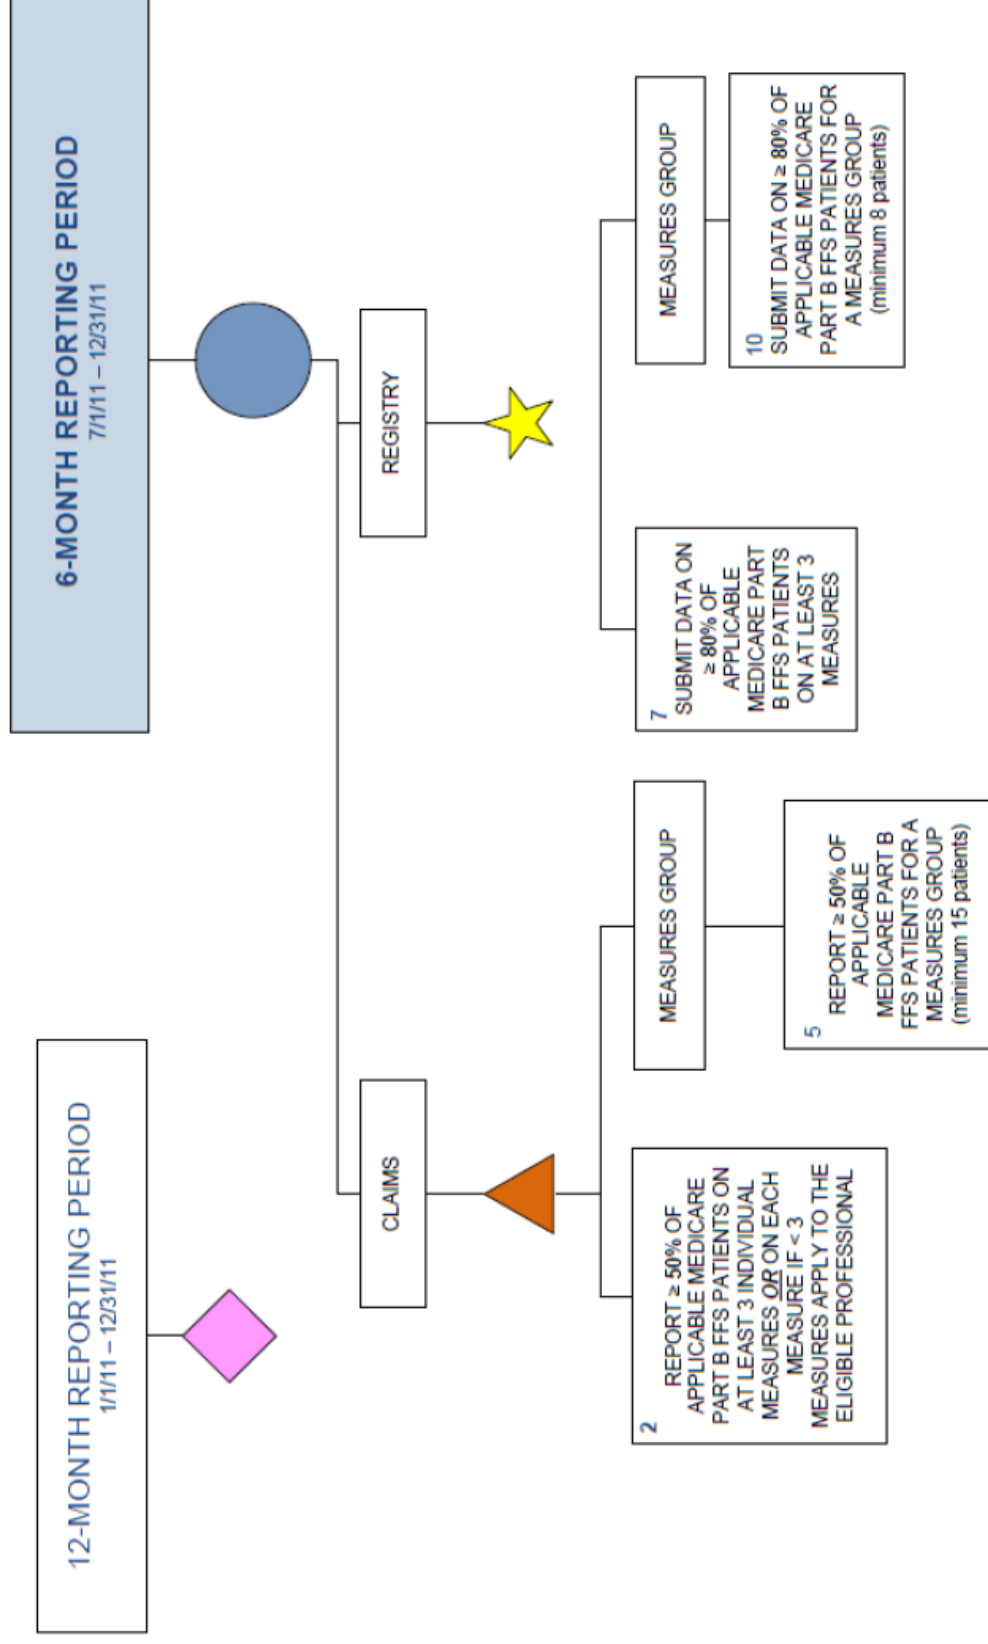 12-MONTH REPORTING PERIOD
1/1/11 – 12/31/11
6-MONTH REPORTING PERIOD
7/1/11 – 12/31/11
CLAIMS
REGISTRY
2
REPORT ≥ 50% OF
APPLICABLE MEDICARE
PART B FFS PATIENTS ON
AT LEAST 3 INDIVIDUAL
MEASURES OR ON EACH
MEASURE IF < 3
MEASURES APPLY TO THE
ELIGIBLE PROFESSIONAL
MEASURES GROUP
5
REPORT ≥ 50% OF
APPLICABLE
MEDICARE PART B
FFS PATIENTS FOR A
MEASURES GROUP
(minimum 15 patients)
7
SUBMIT DATA ON
≥ 80% OF
APPLICABLE
MEDICARE PART
B FFS PATIENTS
ON AT LEAST 3
MEASURES
MEASURES GROUP
10
SUBMIT DATA ON ≥ 80% OF
APPLICABLE MEDICARE
PART B FFS PATIENTS FOR
A MEASURES GROUP
(minimum 8 patients)